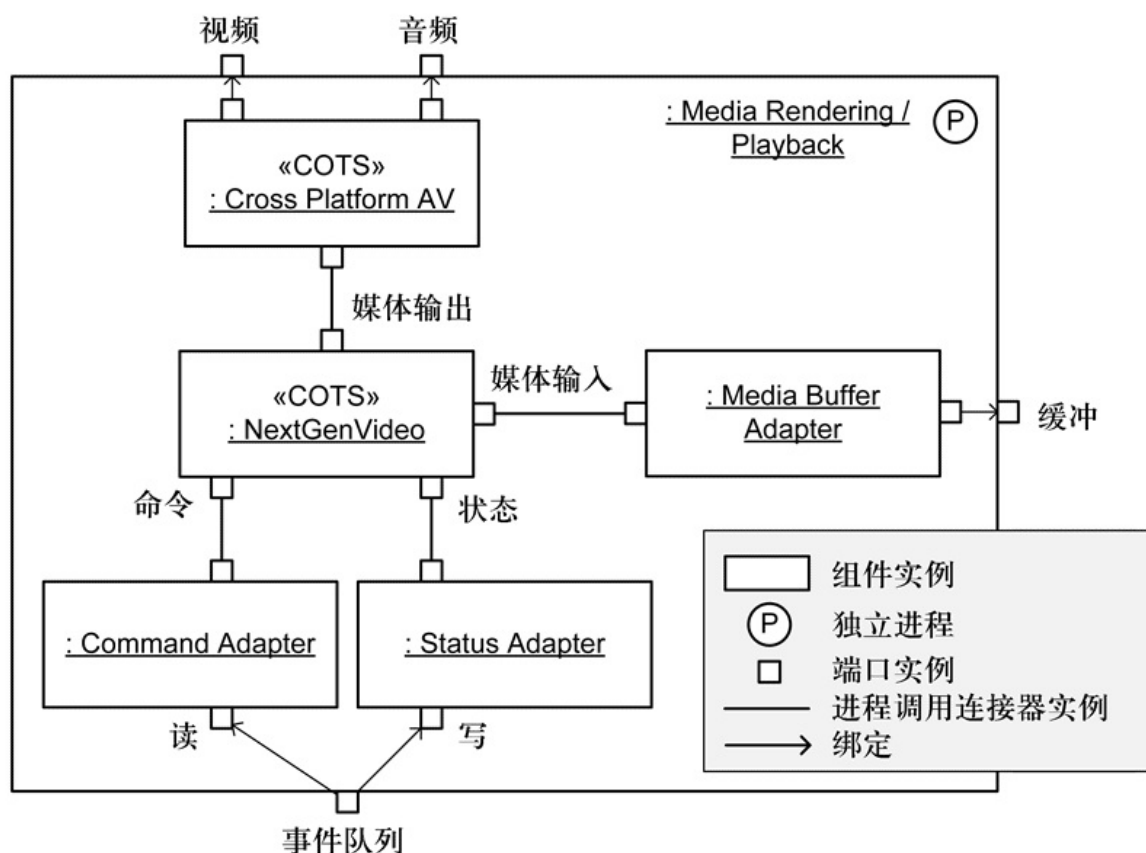 视频
音频
: Media Rendering /
Playback
P
«COTS»
: Cross Platform AV
媒体输出
«COTS»
: NextGenVideo
媒体输入
: Media Buffer
Adapter
缓冲
命令
状态
: Command Adapter
: Status Adapter
读
写
事件队列
组件实例
P
独立进程
端口实例
进程调用连接器实例
绑定